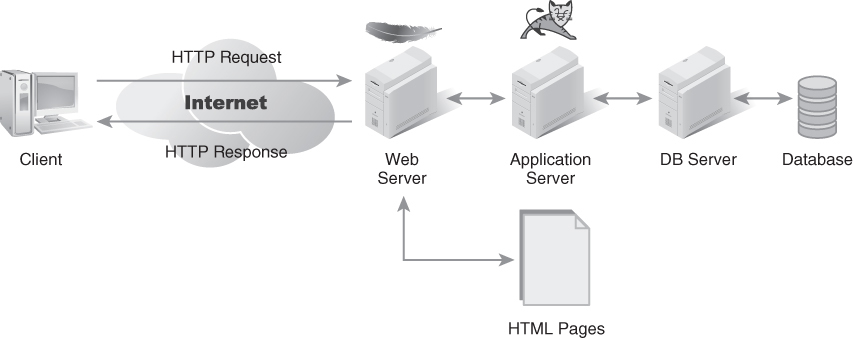 HTTP Request
Internet
HTTP Response
Client
Web
Server
Application
Server
DB Server
Database
HTML Pages